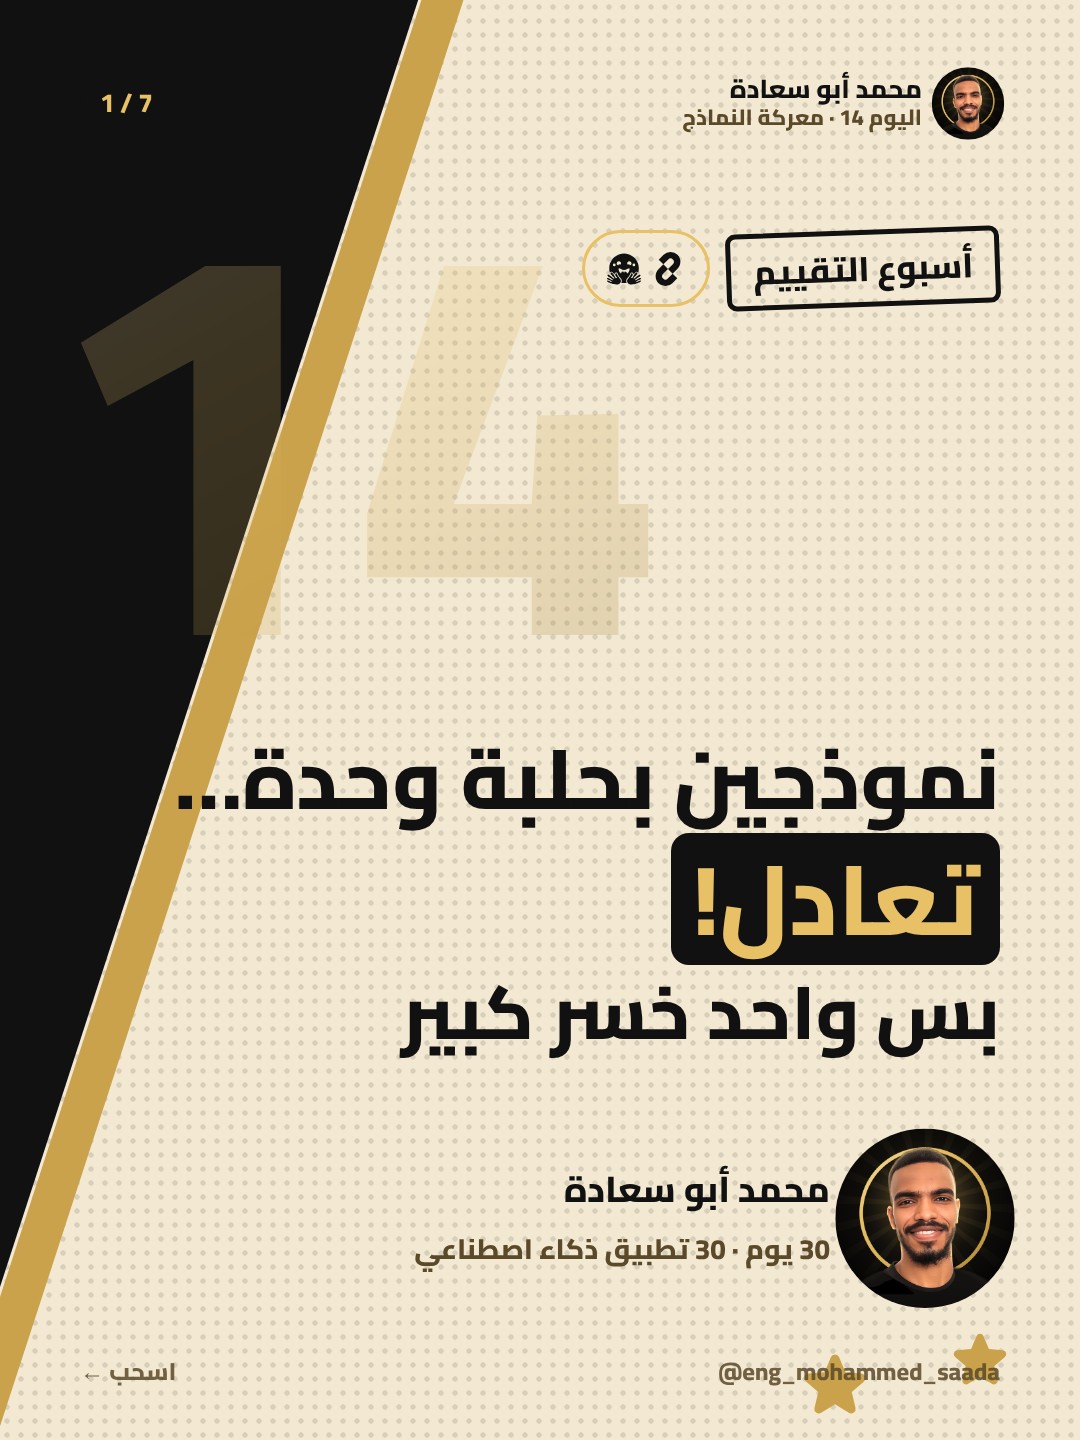 محمد أبو سعادة
اليوم 14 · معركة النماذج
1 / 7
أسبوع التقييم
14
نموذجين بحلبة وحدة...
تعادل!
بس واحد خسر كبير
محمد أبو سعادة
30 يوم · 30 تطبيق ذكاء اصطناعي
@eng_mohammed_saada
اسحب ←